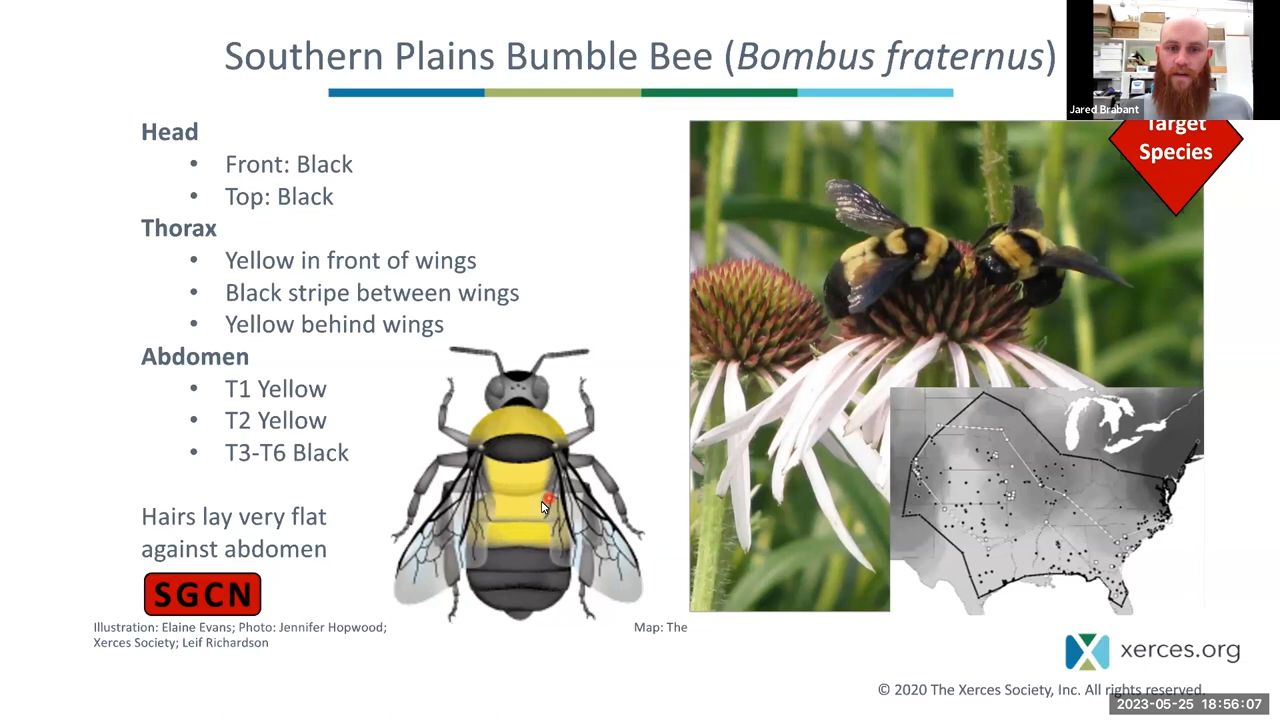 Southern Plains Bumble Bee (Bombus fraternus)
Jared Brabant
Target
Species
Head
• Front: Black
• Top: Black
Thorax
• Yellow in front of wings
• Black stripe between wings
• Yellow behind wings
Abdomen
• T1 Yellow
• T2 Yellow
• T3-T6 Black
Hairs lay very flat
against abdomen
SGCN
Illustration: Elaine Evans; Photo: Jennifer Hopwood; Map: The
Xerces Society; Leif Richardson
xerces.org
© 2020 The Xerces Society, Inc. All rights reserved.
2023-05-25 18:56:07